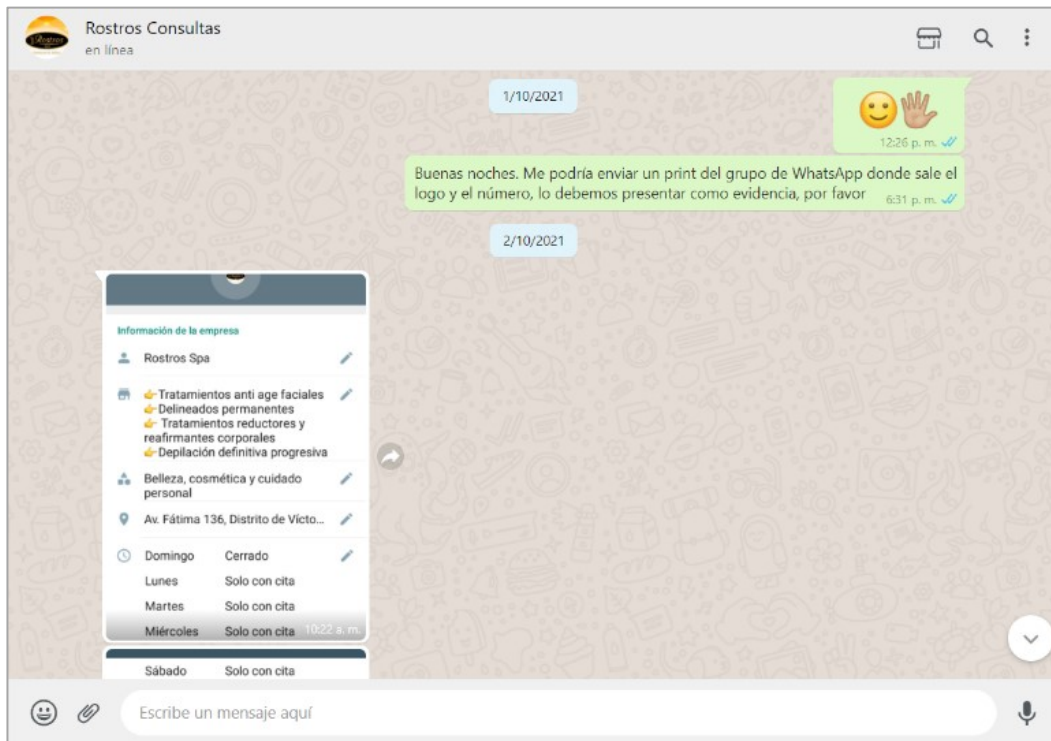 Rostros Consultas
en línea
1/10/2021
12:26 p. m.
Buenas noches. Me podría enviar un print del grupo de WhatsApp donde sale el
logo y el número, lo debemos presentar como evidencia, por favor
6:31 p. m.
2/10/2021
Información de la empresa
Rostros Spa
👉Tratamientos anti age faciales
👉Delineados permanentes
👉 Tratamientos reductores y
reafirmantes corporales
👉Depilación definitiva progresiva
Belleza, cosmética y cuidado
personal
Av. Fátima 136, Distrito de Vícto...
Domingo Cerrado
Lunes Solo con cita
Martes Solo con cita
Miércoles Solo con cita
10:22 a. m.
Sábado Solo con cita
Escribe un mensaje aquí